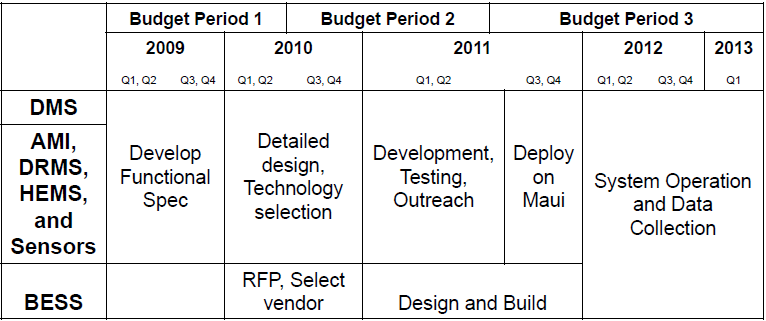 Budget Period 1 Budget Period 2 Budget Period 3
2009 2010 2011 2012 2013
Q1, Q2 Q3, Q4 Q1, Q2 Q3, Q4 Q1, Q2 Q3, Q4 Q1, Q2 Q3, Q4 Q1
DMS
AMI,
DRMS,
HEMS,
and
Sensors
Develop
Functional
Spec
Detailed
design,
Technology
selection
Development,
Testing,
Outreach
Deploy
on
Maui
System Operation
and Data
Collection
BESS
RFP, Select
vendor
Design and Build